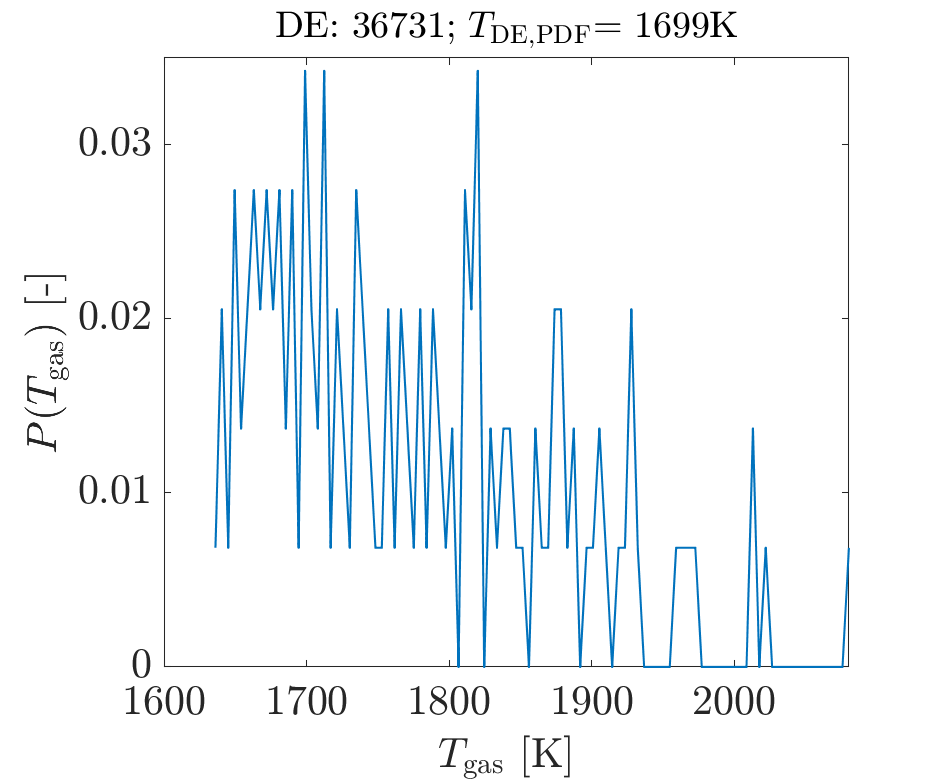 DE: 36731; T_DE,PDF= 1699K
0.03
0.02
0.01
0
P(T_gas) [-]
1600 1700 1800 1900 2000
T_gas [K]